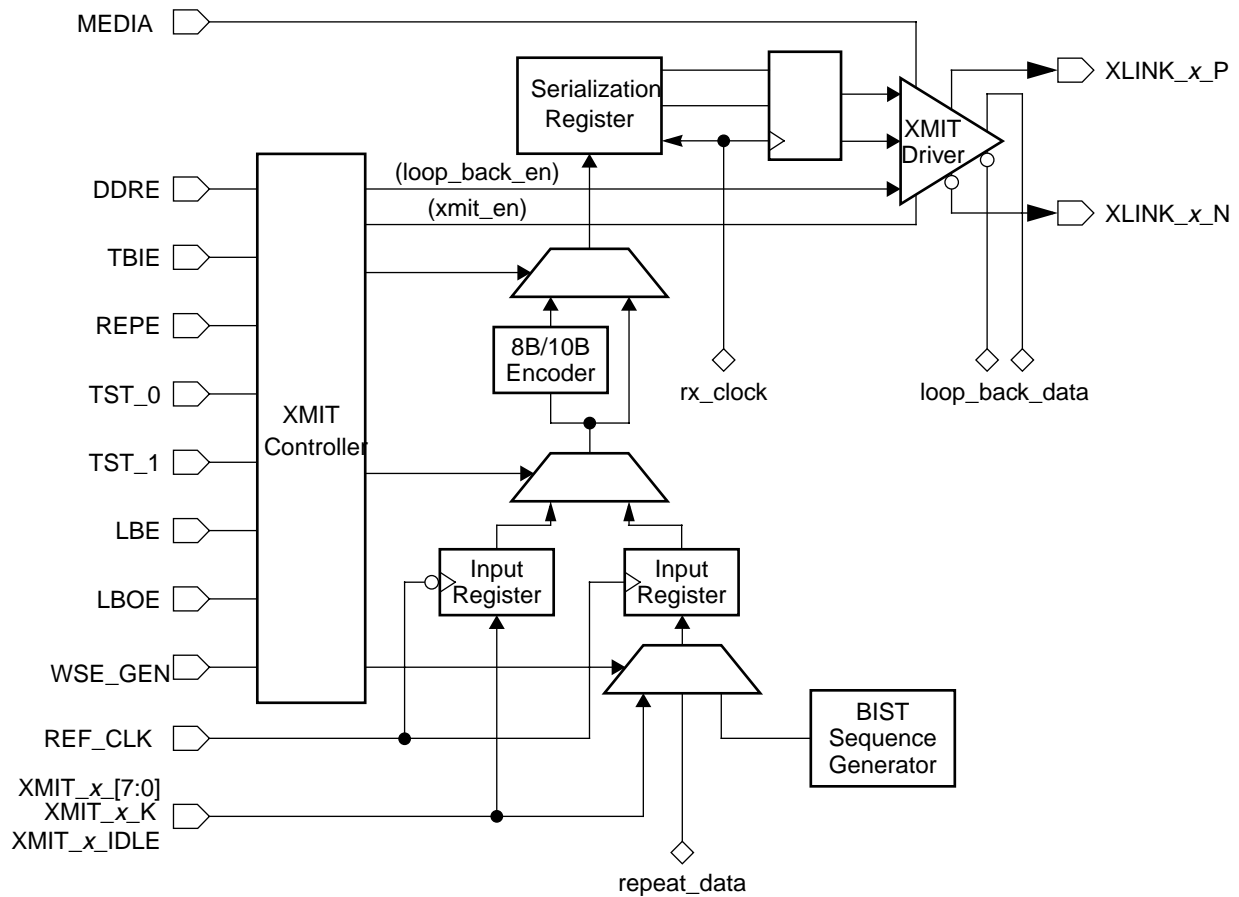 MEDIA
Serialization
Register
XMIT
Driver
XLINK_x_P
XLINK_x_N
DDRE
(loop_back_en)
(xmit_en)
TBIE
REPE
8B/10B
Encoder
rx_clock
loop_back_data
TST_0
XMIT
Controller
TST_1
LBE
LBOE
Input
Register
Input
Register
WSE_GEN
REF_CLK
BIST
Sequence
Generator
XMIT_x_[7:0]
XMIT_x_K
XMIT_x_IDLE
repeat_data